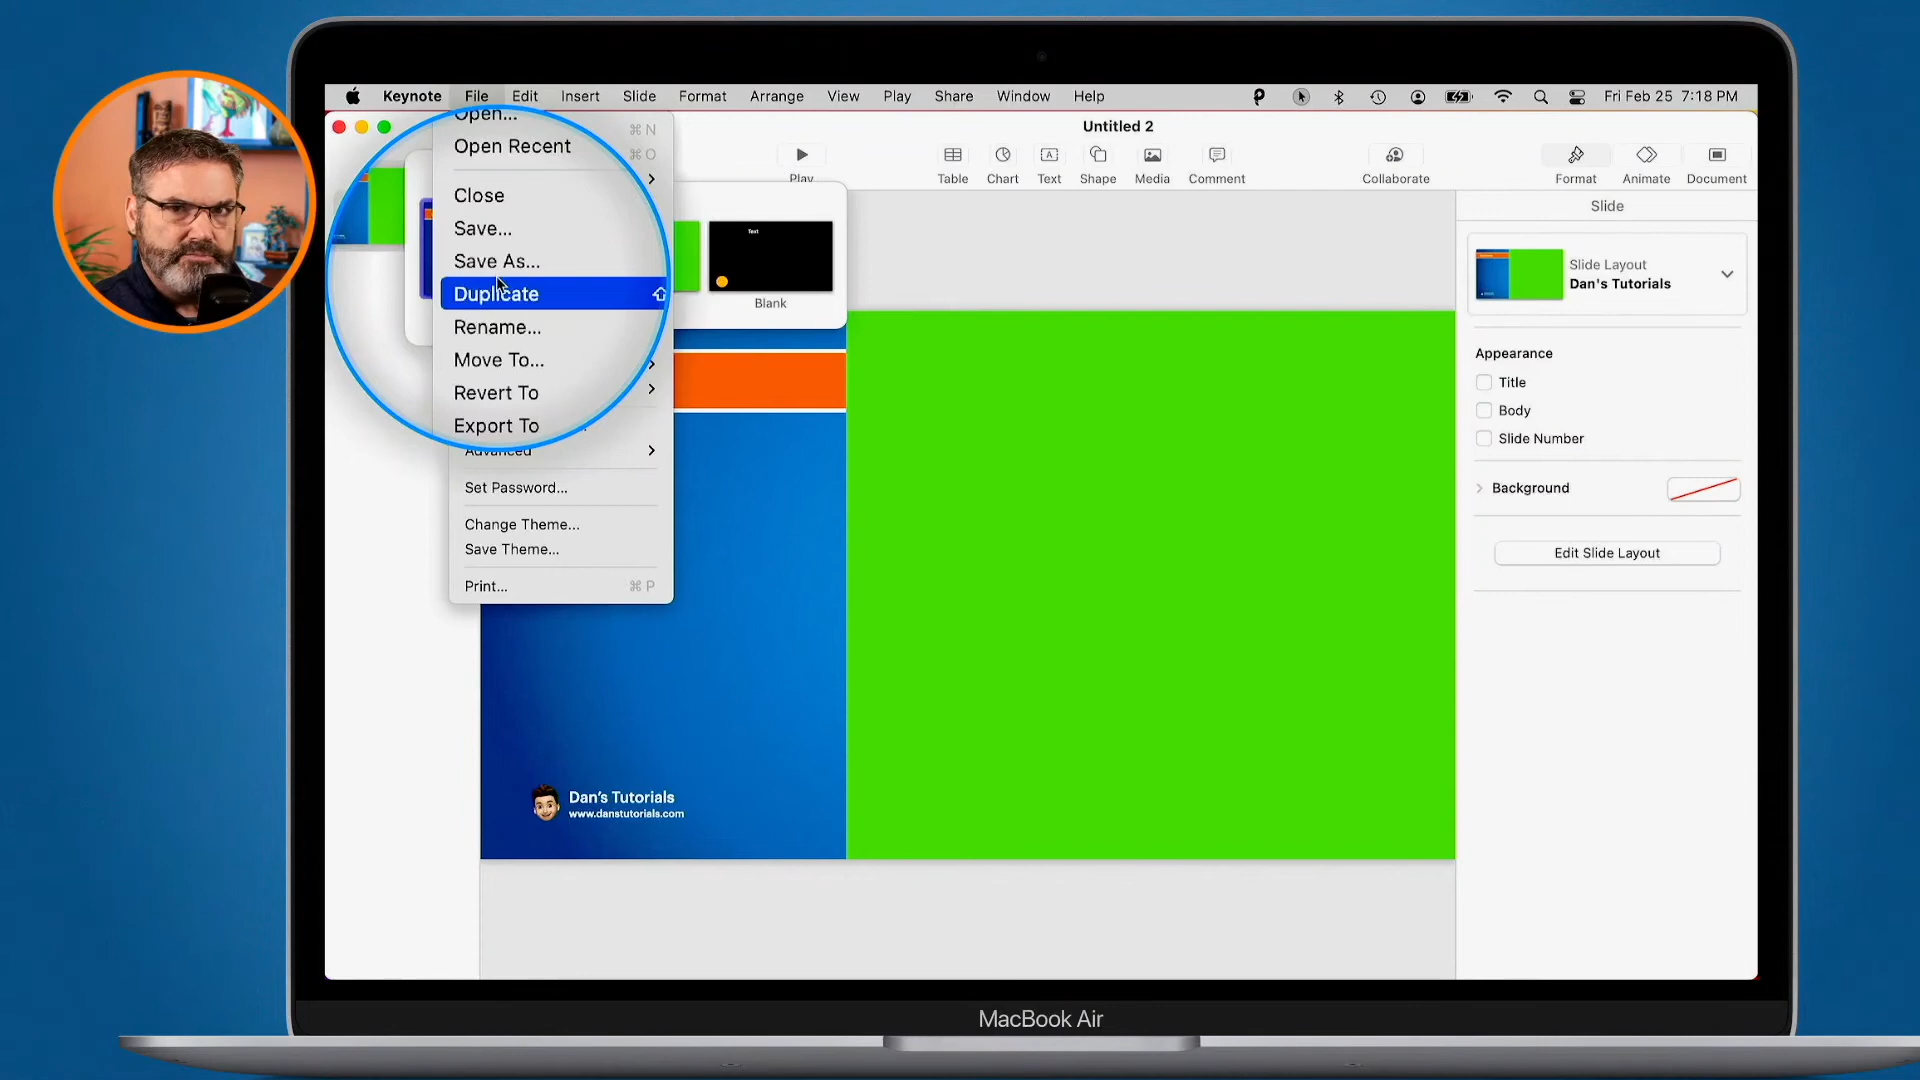 Keynote File Edit Insert Slide Format Arrange View Play Share Window Help Fri Feb 25 7:18 PM
Untitled 2
Open...
⌘ N
Open Recent
⌘ O
Close
Save...
Save As...
Duplicate
Rename...
Move To...
Revert To
Export To
Advanced
Set Password...
Change Theme...
Save Theme...
Print... ⌘ P
Play
Table Chart Text Shape Media Comment
Collaborate
Format Animate Document
Text
Blank
Slide
Slide Layout
Dan's Tutorials
Appearance
Title
Body
Slide Number
Background
Edit Slide Layout
Dan's Tutorials
www.danstutorials.com
MacBook Air